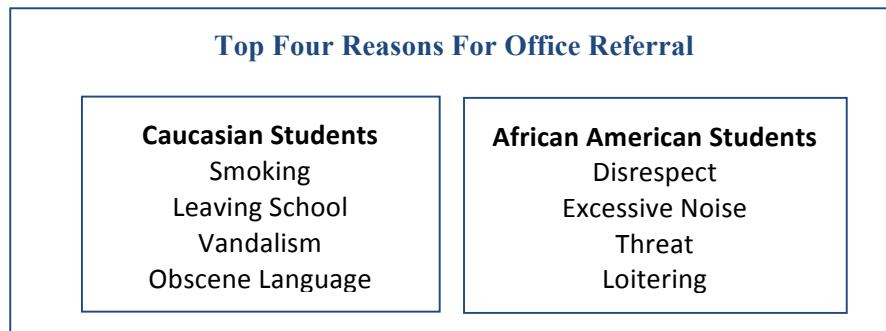 Top Four Reasons For Office Referral
Caucasian Students
Smoking
Leaving School
Vandalism
Obscene Language
African American Students
Disrespect
Excessive Noise
Threat
Loitering